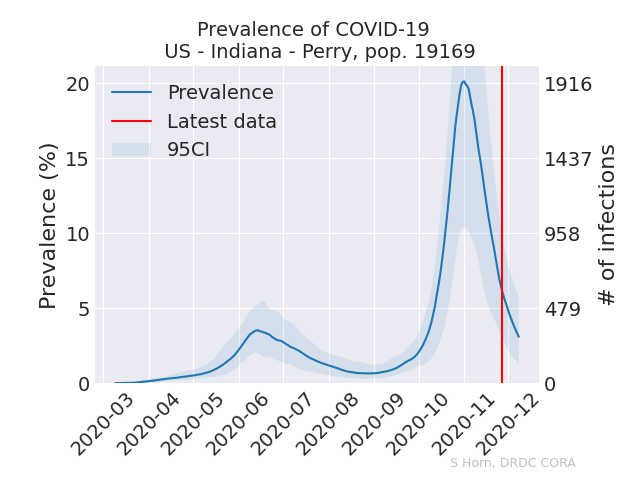 Prevalence of COVID-19
US - Indiana - Perry, pop. 19169
Prevalence
Latest data
95CI
Prevalence (%)
20
15
10
5
0
# of infections
1916
1437
958
479
0
2020-03
2020-04
2020-05
2020-06
2020-07
2020-08
2020-09
2020-10
2020-11
2020-12
S Horn, DRDC CORA